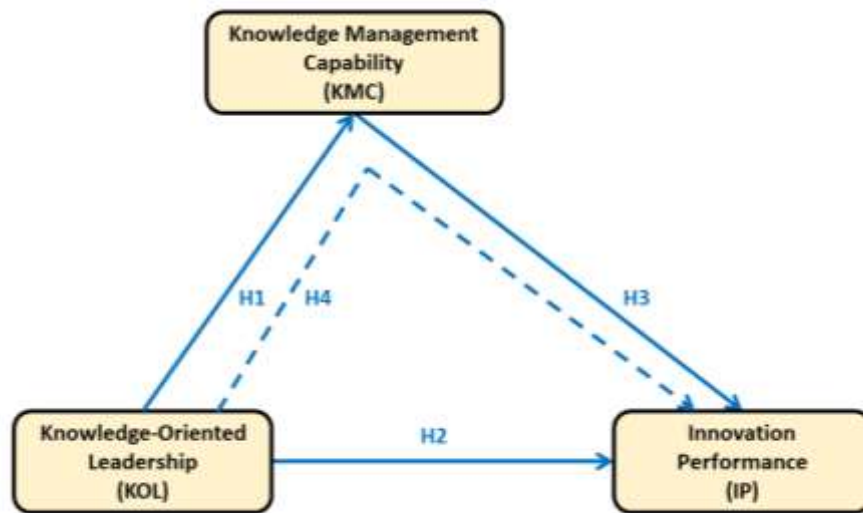 Knowledge Management
Capability
(KMC)
H1
H4
H3
Knowledge-Oriented
Leadership
(KOL)
H2
Innovation
Performance
(IP)